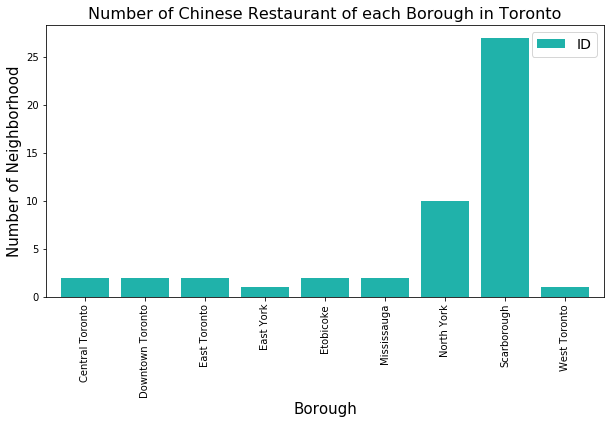 Number of Chinese Restaurant of each Borough in Toronto
ID
Number of Neighborhood
25
20
15
10
5
0
Central Toronto
Downtown Toronto
East Toronto
East York
Etobicoke
Mississauga
North York
Scarborough
West Toronto
Borough